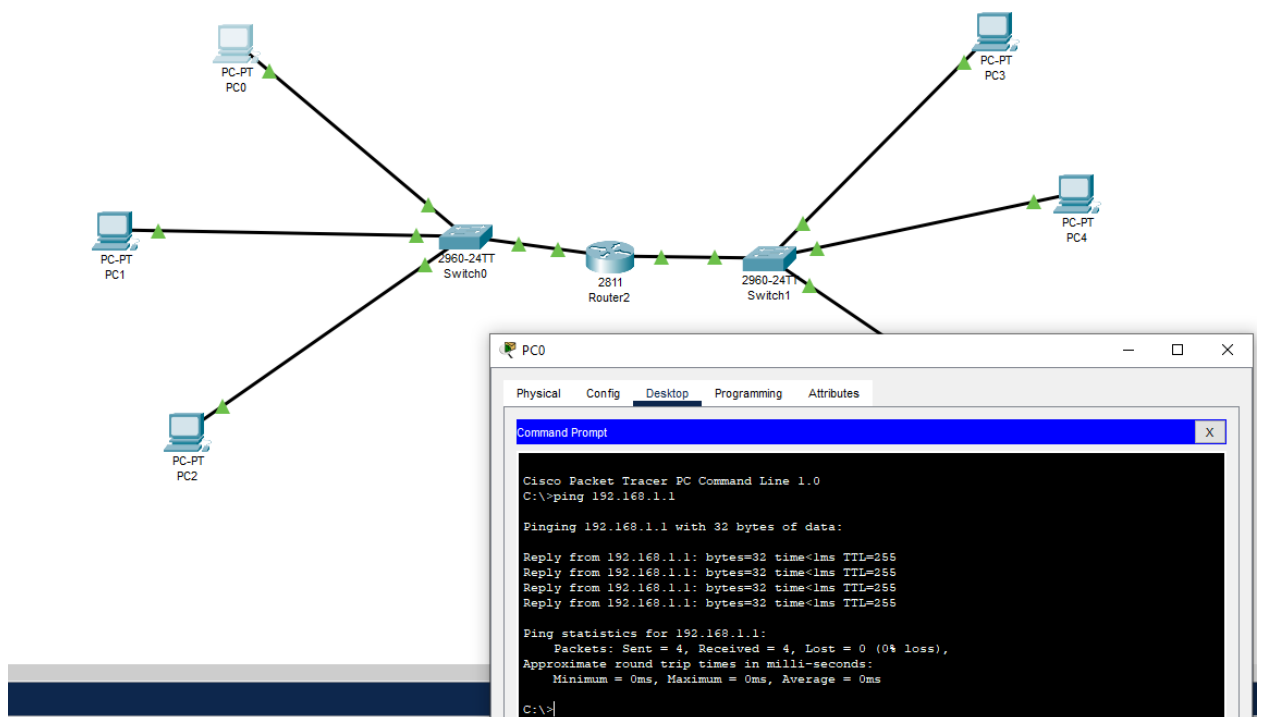 PC-PT
PC0
PC-PT
PC3
PC-PT
PC4
PC-PT
PC1
2960-24TT
Switch0
2811
Router2
2960-24TT
Switch1
PC-PT
PC2
PC0
Physical Config Desktop Programming Attributes
Command Prompt X
Cisco Packet Tracer PC Command Line 1.0
C:\>ping 192.168.1.1
Pinging 192.168.1.1 with 32 bytes of data:
Reply from 192.168.1.1: bytes=32 time<1ms TTL=255
Reply from 192.168.1.1: bytes=32 time<1ms TTL=255
Reply from 192.168.1.1: bytes=32 time<1ms TTL=255
Reply from 192.168.1.1: bytes=32 time<1ms TTL=255
Ping statistics for 192.168.1.1:
Packets: Sent = 4, Received = 4, Lost = 0 (0% loss),
Approximate round trip times in milli-seconds:
Minimum = 0ms, Maximum = 0ms, Average = 0ms
C:\>